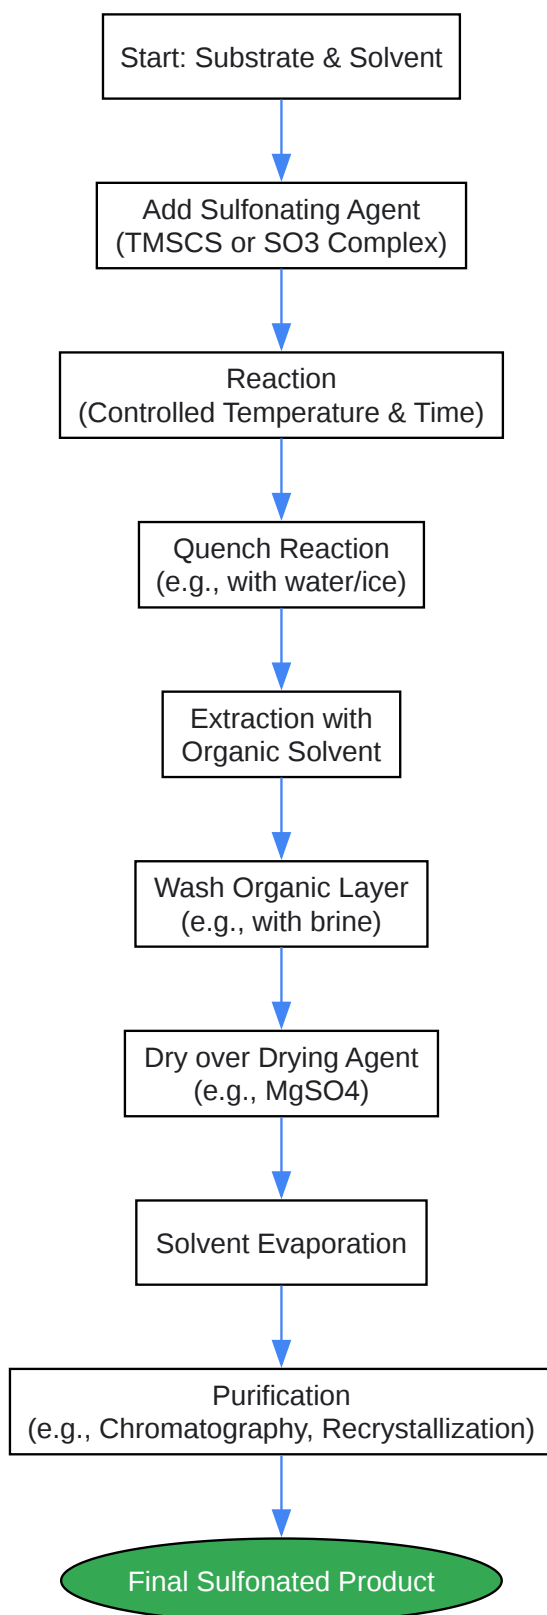 Start: Substrate & Solvent
Add Sulfonating Agent
(TMSCS or SO3 Complex)
Reaction
(Controlled Temperature & Time)
Quench Reaction
(e.g., with water/ice)
Extraction with
Organic Solvent
Wash Organic Layer
(e.g., with brine)
Dry over Drying Agent
(e.g., MgSO4)
Solvent Evaporation
Purification
(e.g., Chromatography, Recrystallization)
Final Sulfonated Product